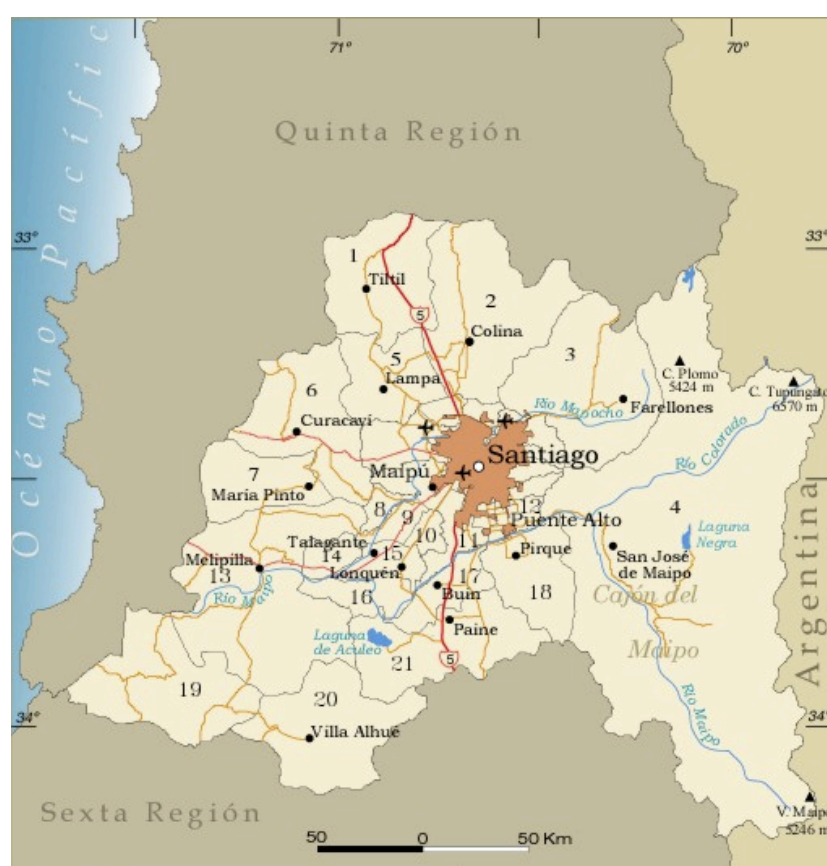 71°
70°
Océano Pacífic
Quinta Región
33°
33°
1
Tiltil
5
2
Colina
3
C. Plomo
5424 m
C. Tupungato
6570 m
5
Lampa
6
Curacaví
Río Mapocho
Farellones
Santiago
Maipú
7
María Pinto
Río Colorado
8
9
12
4
Puente Alto
Laguna
Negra
10
11
Talagante
14
15
Pirque
San José
de Maipo
Melipilla
13
Lonquén
Río Maipo
16
Buin
17
18
Cajón del
Maipo
Paine
Laguna
de Aculeo
21
5
Argentina
19
20
Río Maipo
34°
34°
Villa Alhué
Sexta Región
V. Maipo
5246 m
50
0
50 Km